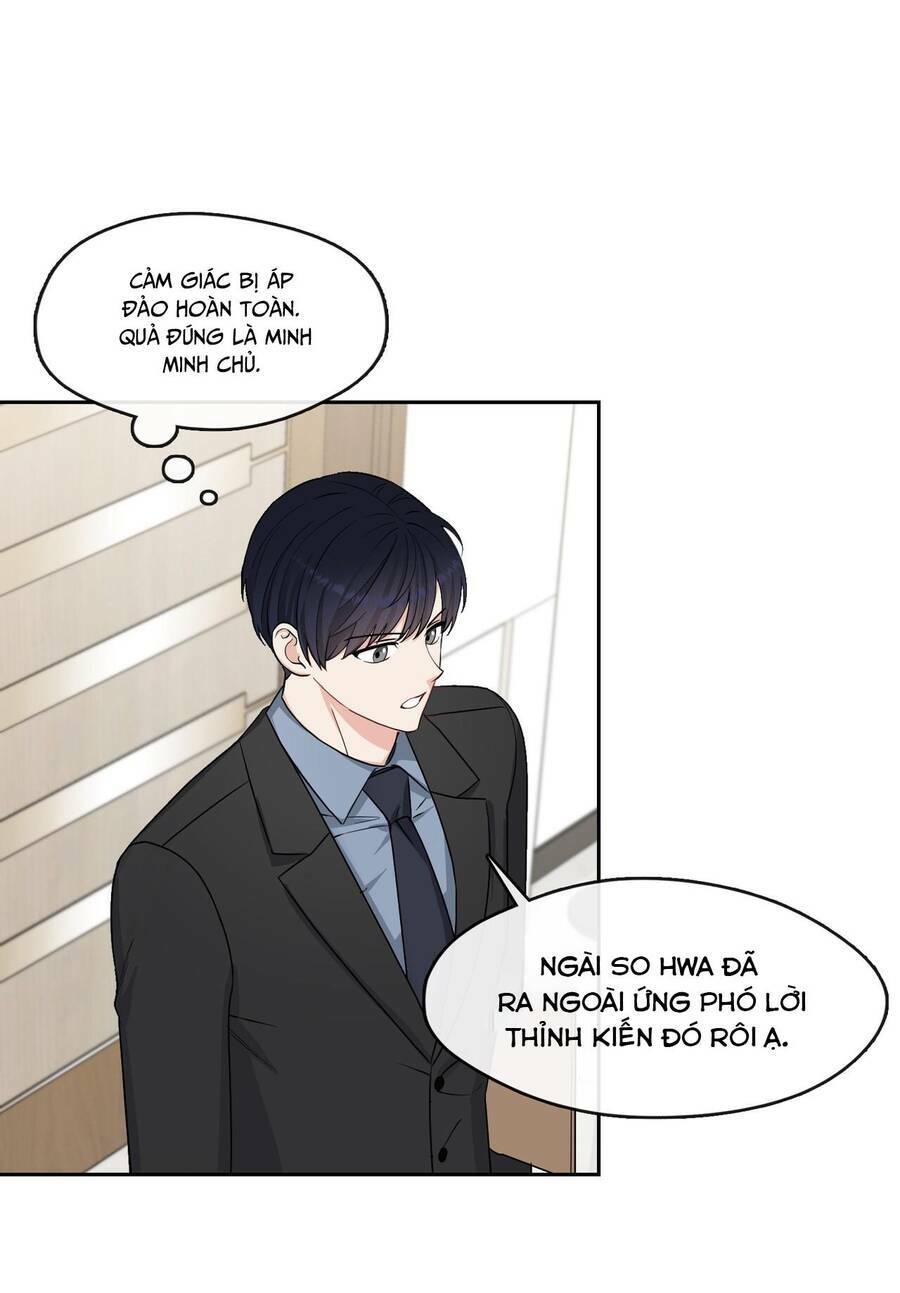 CẢM GIÁC BỊ ÁP
ĐẢO HOÀN TOÀN.
QUẢ ĐÚNG LÀ MINH
MINH CHỦ.
NGÀI SO HWA ĐÃ
RA NGOÀI ỨNG PHÓ LỜI
THỈNH KIẾN ĐÓ RÔI Ạ.